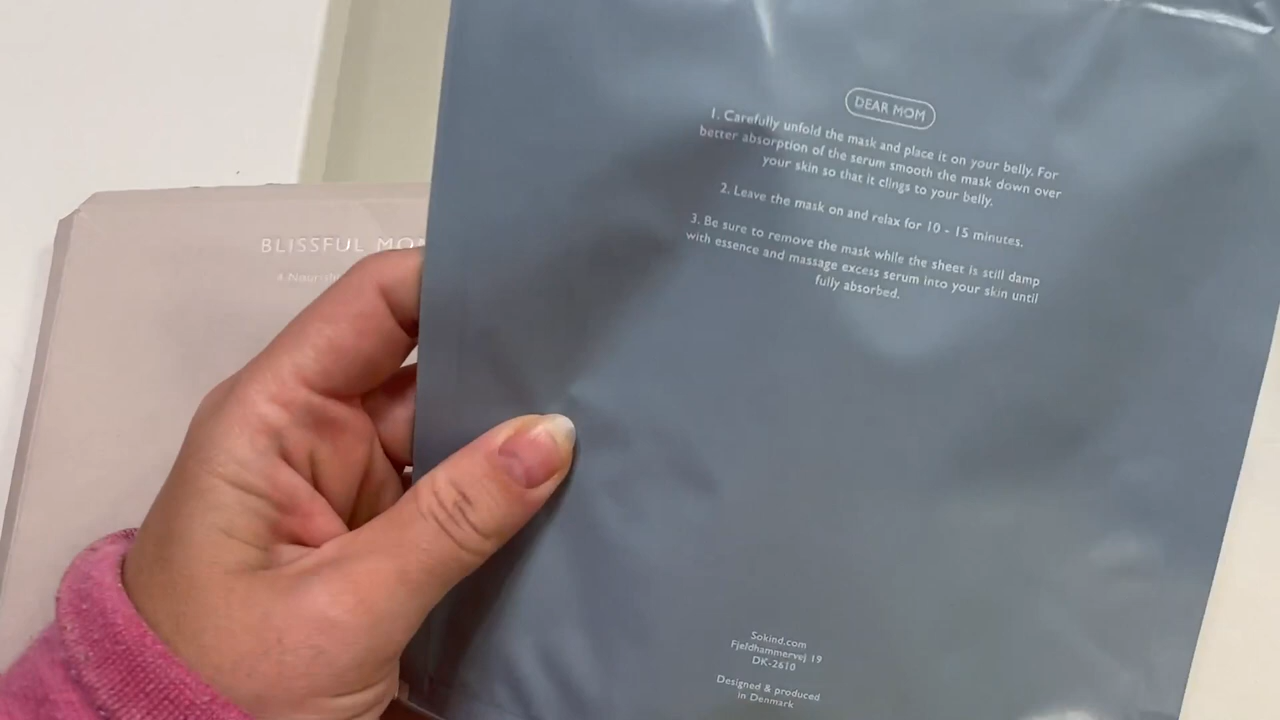 BLISSFUL
A
DEAR MOM
1. Carefully unfold the mask and place it on your belly. For
better absorption of the serum smooth the mask down over
your skin so that it clings to your belly.
2. Leave the mask on and relax for 10 - 15 minutes.
3. Be sure to remove the mask while the sheet is still damp
with essence and massage excess serum into your skin until
fully absorbed.
Sokind.com
Fjeldhammervej 19
DK-2610
Designed & produced
in Denmark